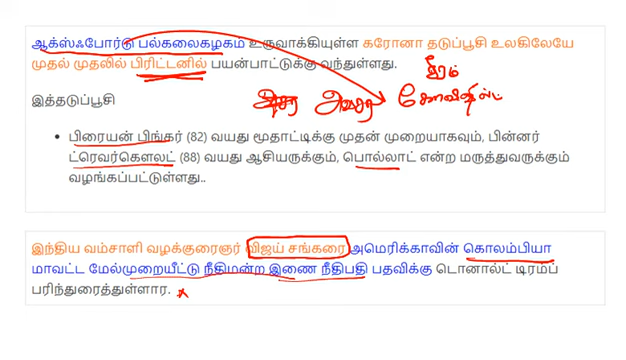 ஆக்ஸ்ஃபோர்டு பல்கலைகழகம் உருவாக்கியுள்ள கரோனா தடுப்பூசி உலகிலேயே
முதல் முதலில் பிரிட்டனில் பயன்பாட்டுக்கு வந்துள்ளது.
சீரம்
இத்தடுப்பூசி
• பிரையன் பிங்கர் (82) வயது மூதாட்டிக்கு முதன் முறையாகவும், பின்னர்
ட்ரெவர்கௌலட் (88) வயது ஆசியருக்கும், பொல்லாட் என்ற மருத்துவருக்கும்
வழங்கப்பட்டுள்ளது..
இந்திய வம்சாளி வழக்குரைஞர் விஜய் சங்கரை அமெரிக்காவின் கொலம்பியா
மாவட்ட மேல்முறையீட்டு நீதிமன்ற இணை நீதிபதி பதவிக்கு டொனால்ட் டிரம்ப்
பரிந்துரைத்துள்ளார்.